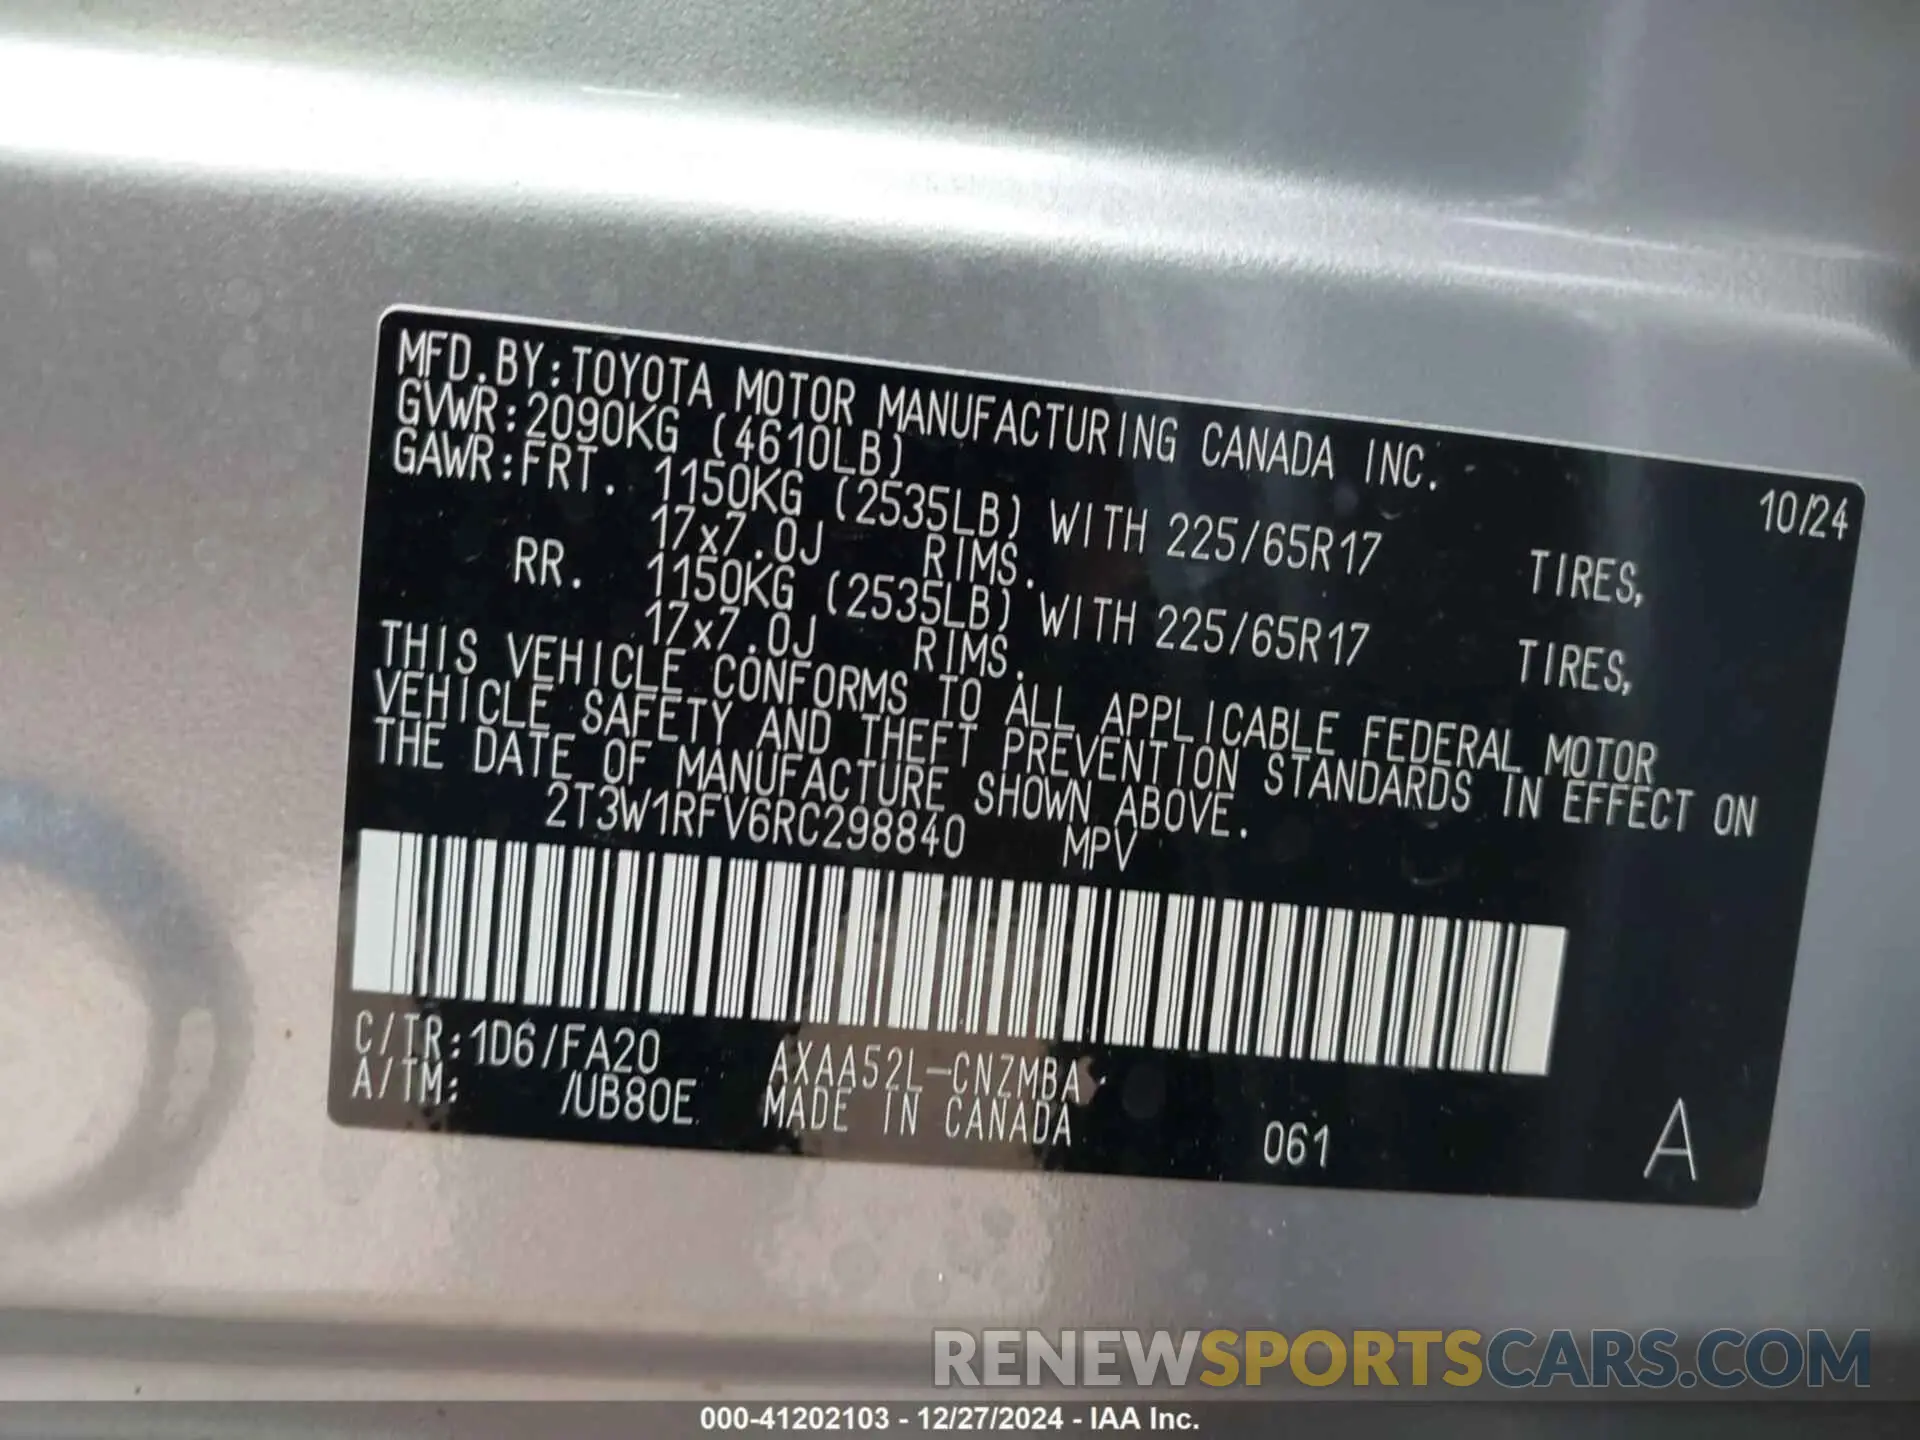 MFD.BY:TOYOTA MOTOR MANUFACTURING CANADA INC. 10/24
GVWR:2090KG (4610LB)
GAWR:FRT. 1150KG (2535LB) WITH 225/65R17 TIRES,
17x7.0J RIMS.
RR. 1150KG (2535LB) WITH 225/65R17 TIRES,
17x7.0J RIMS.
THIS VEHICLE CONFORMS TO ALL APPLICABLE FEDERAL MOTOR
VEHICLE SAFETY AND THEFT PREVENTION STANDARDS IN EFFECT ON
THE DATE OF MANUFACTURE SHOWN ABOVE.
2T3W1RFV6RC298840 MPV
C/TR:1D6/FA20 AXAA52L-CNZMBA
A/TM: /UB80E MADE IN CANADA 061 A
RENEWSPORTSCARS.COM
000-41202103 - 12/27/2024 - IAA Inc.